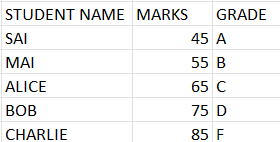 STUDENT NAME MARKS GRADE
SAI 45 A
MAI 55 B
ALICE 65 C
BOB 75 D
CHARLIE 85 F